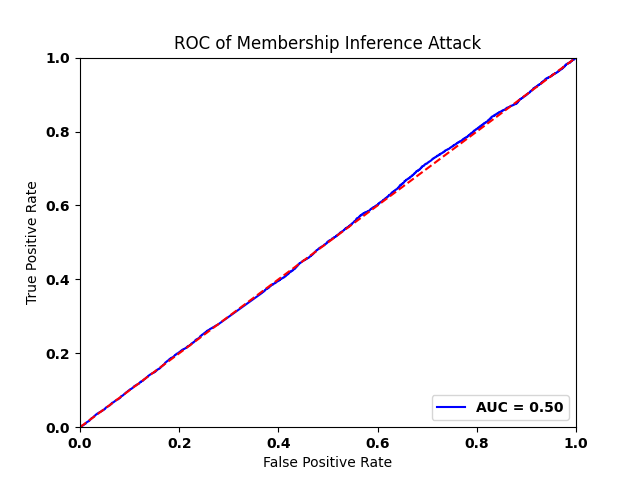 ROC of Membership Inference Attack
1.0
0.8
0.6
0.4
0.2
0.0
True Positive Rate
0.0 0.2 0.4 0.6 0.8 1.0
False Positive Rate
AUC = 0.50